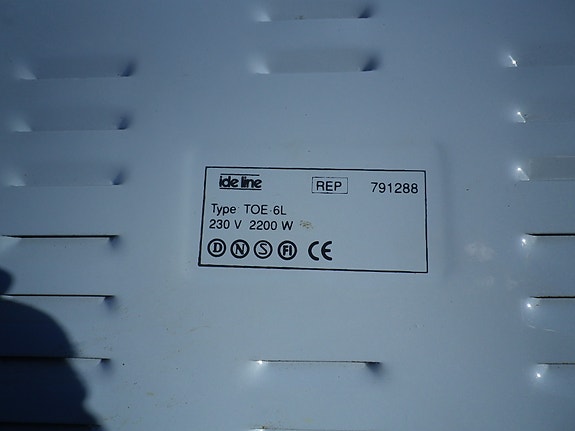 ide line REP 791288
Type TOE 6L
230 V 2200 W
D N S FI CE